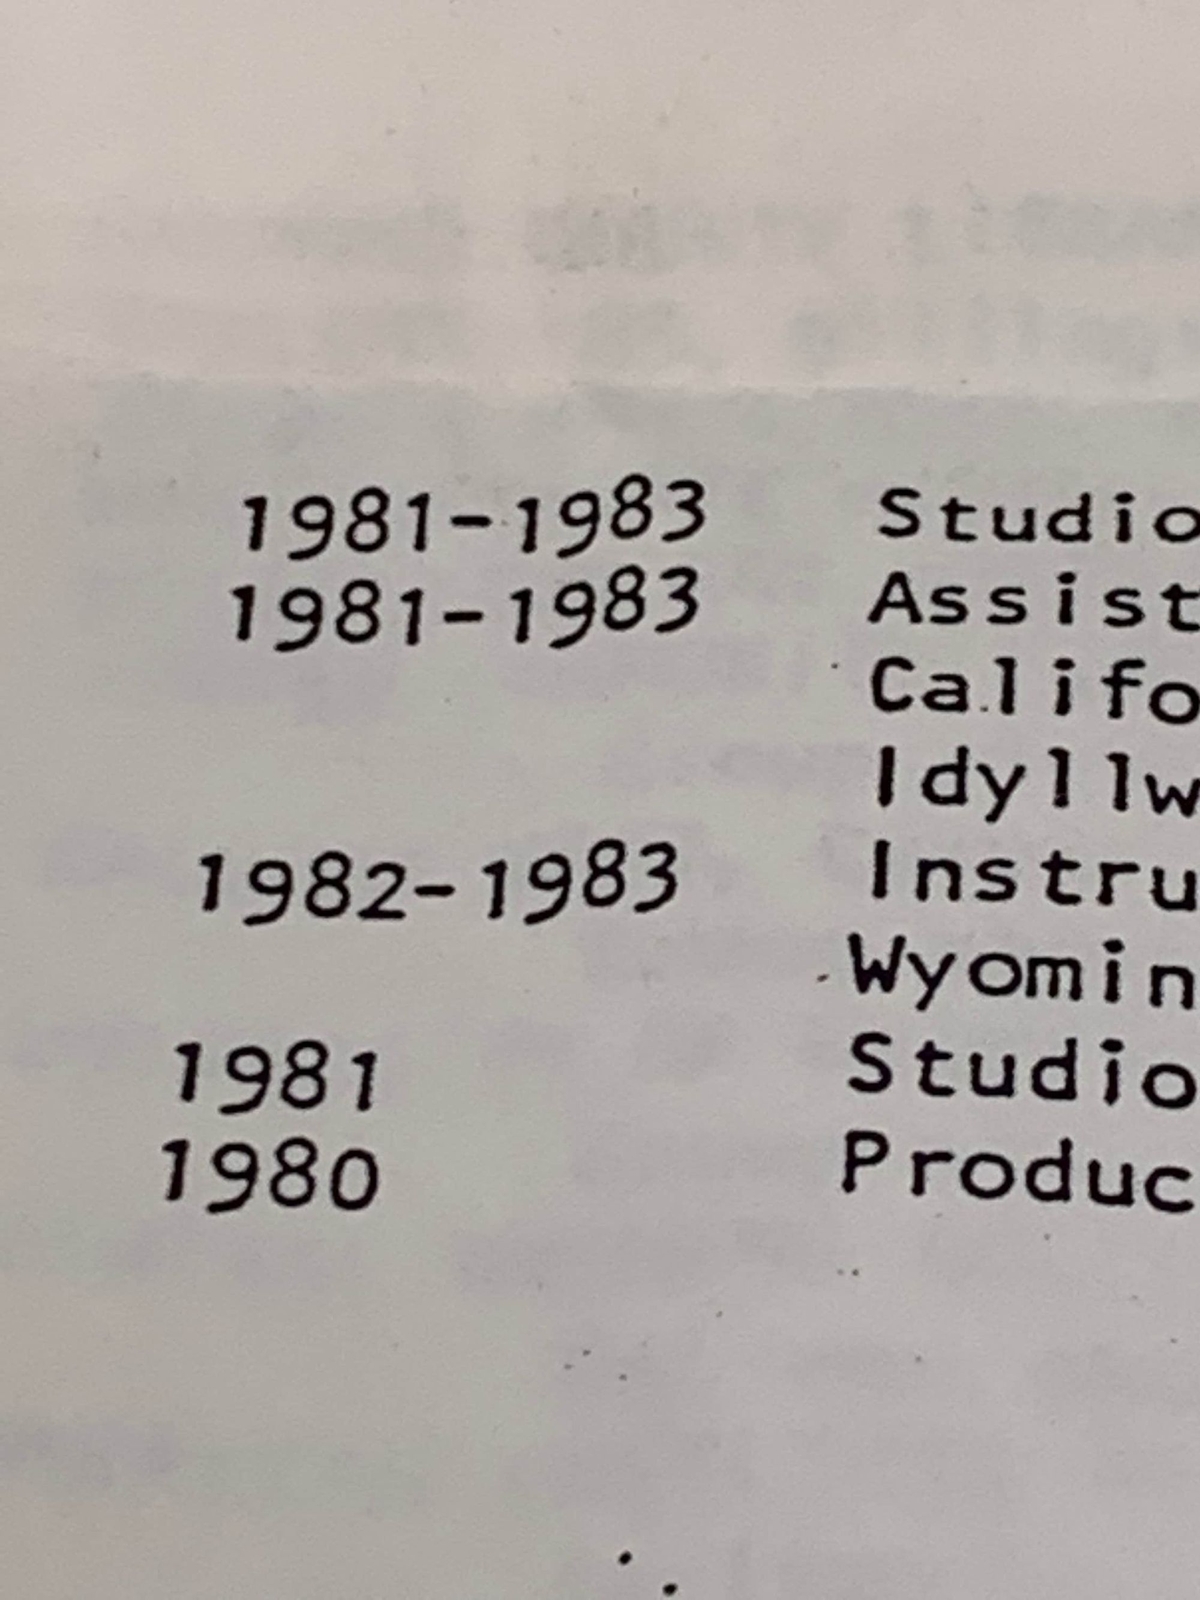 1981-1983 Studio
1981-1983 Assist
Califo
Idyllw
1982-1983 Instru
Wyomin
1981 Studio
1980 Produc